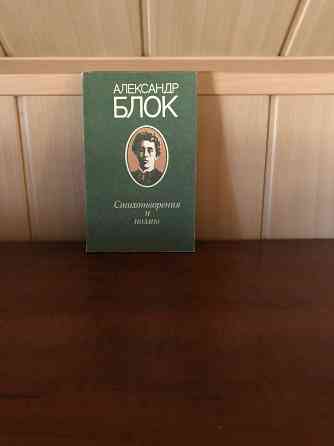 АЛЕКСАНДР
БЛОК
Стихотворения
и
поэмы